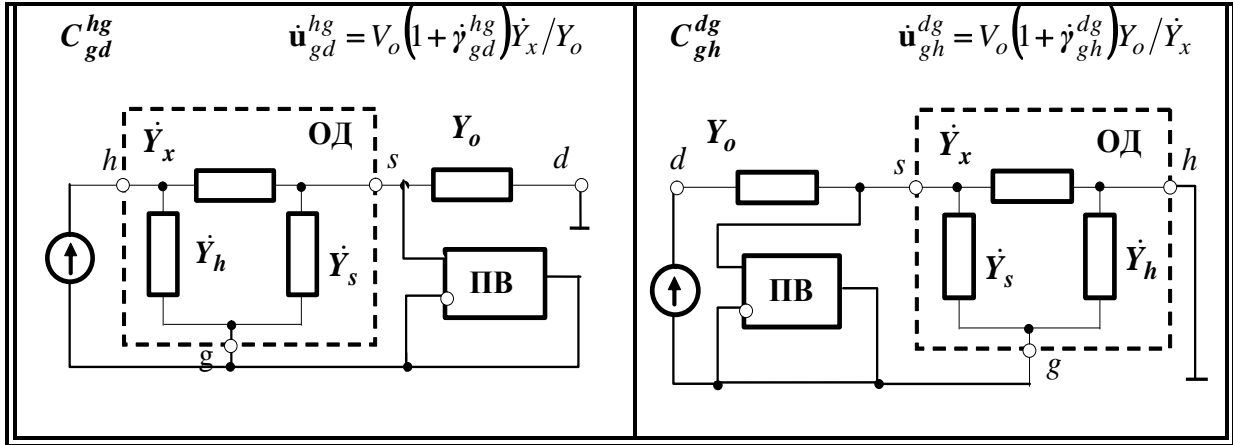 C^{hg}_{gd} u̇^{hg}_{gd} = V_o(1 + γ̇^{hg}_{gd})Ẏ_x/Y_o
h Ẏ_x ОД s Y_o d
Ẏ_h Ẏ_s ПВ
g
C^{dg}_{gh} u̇^{dg}_{gh} = V_o(1 + γ̇^{dg}_{gh})Y_o/Ẏ_x
d Y_o s Ẏ_x ОД h
ПВ Ẏ_s Ẏ_h
g